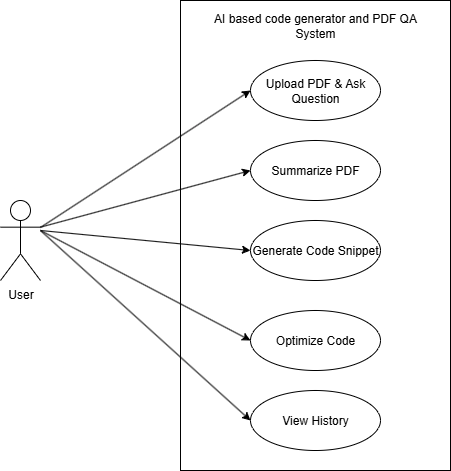 AI based code generator and PDF QA
System
Upload PDF & Ask
Question
Summarize PDF
Generate Code Snippet
User
Optimize Code
View History